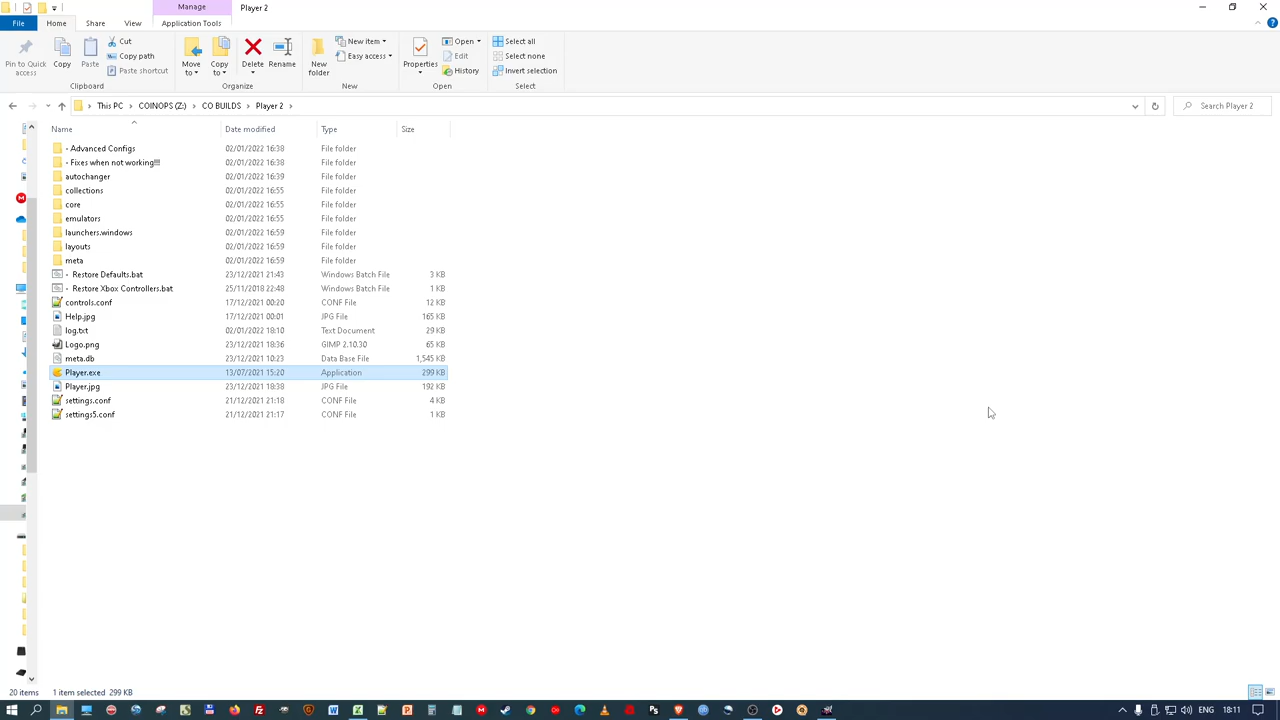 Manage
Player 2
File
Home
Share
View
Application Tools
Pin to Quick access
Copy
Paste
Cut
Copy path
Paste shortcut
Clipboard
Move to
Copy to
Delete
Rename
Organize
New folder
New item
Easy access
New
Properties
Open
Edit
History
Open
Select all
Select none
Invert selection
Select
This PC
COINOPS (Z:)
CO BUILDS
Player 2
Search Player 2
Name Date modified Type Size
- Advanced Configs 02/01/2022 16:38 File folder
- Fixes when not working!!! 02/01/2022 16:38 File folder
autochanger 02/01/2022 16:39 File folder
collections 02/01/2022 16:55 File folder
core 02/01/2022 16:55 File folder
emulators 02/01/2022 16:55 File folder
launchers.windows 02/01/2022 16:59 File folder
layouts 02/01/2022 16:59 File folder
meta 02/01/2022 16:59 File folder
- Restore Defaults.bat 23/12/2021 21:43 Windows Batch File 3 KB
- Restore Xbox Controllers.bat 25/11/2018 22:48 Windows Batch File 1 KB
controls.conf 17/12/2021 00:20 CONF File 12 KB
Help.jpg 17/12/2021 00:01 JPG File 165 KB
log.txt 02/01/2022 18:10 Text Document 29 KB
Logo.png 23/12/2021 18:36 GIMP 2.10.30 65 KB
meta.db 23/12/2021 10:23 Data Base File 1,545 KB
Player.exe 13/07/2021 15:20 Application 299 KB
Player.jpg 23/12/2021 18:38 JPG File 192 KB
settings.conf 21/12/2021 21:18 CONF File 4 KB
settings5.conf 21/12/2021 21:17 CONF File 1 KB
20 items 1 item selected 299 KB
ENG 18:11